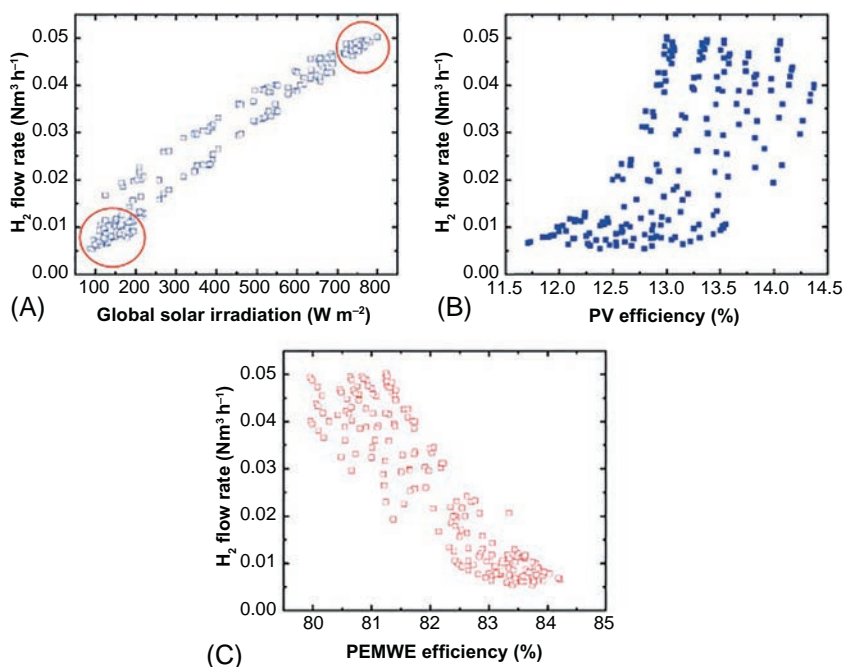 0.05
0.04
0.03
0.02
0.01
0.00
H₂ flow rate (Nm³ h⁻¹)
100 200 300 400 500 600 700 800
Global solar irradiation (W m⁻²)
(A)
0.05
0.04
0.03
0.02
0.01
0.00
H₂ flow rate (Nm³ h⁻¹)
11.5 12.0 12.5 13.0 13.5 14.0 14.5
PV efficiency (%)
(B)
0.05
0.04
0.03
0.02
0.01
0.00
H₂ flow rate (Nm³ h⁻¹)
80 81 82 83 84 85
PEMWE efficiency (%)
(C)